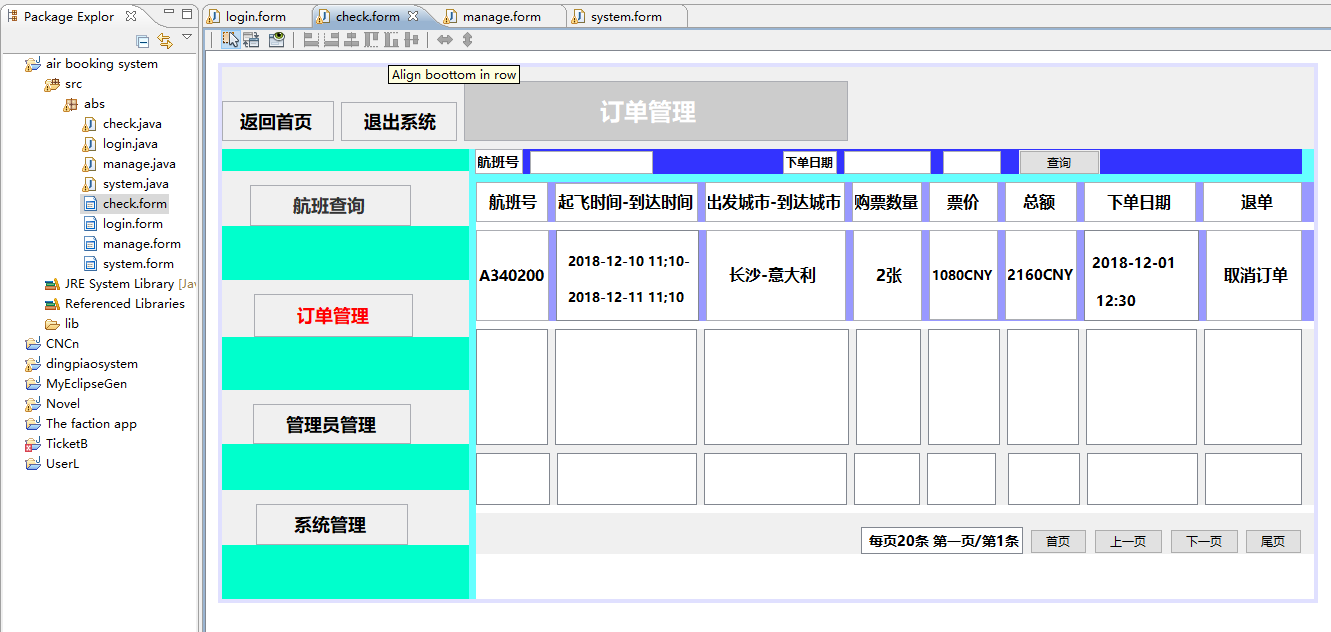 Package Explor
login.form
check.form
manage.form
system.form
Align boottom in row
air booking system
src
abs
check.java
login.java
manage.java
system.java
check.form
login.form
manage.form
system.form
JRE System Library [Jav
Referenced Libraries
lib
CNCn
dingpiaosystem
MyEclipseGen
Novel
The faction app
TicketB
UserL
返回首页 退出系统 订单管理
航班号 下单日期 查询
航班查询
订单管理
管理员管理
系统管理
航班号 起飞时间-到达时间 出发城市-到达城市 购票数量 票价 总额 下单日期 退单
A340200
2018-12-10 11;10-
2018-12-11 11;10
长沙-意大利
2张
1080CNY
2160CNY
2018-12-01
12:30
取消订单
每页20条 第一页/第1条 首页 上一页 下一页 尾页